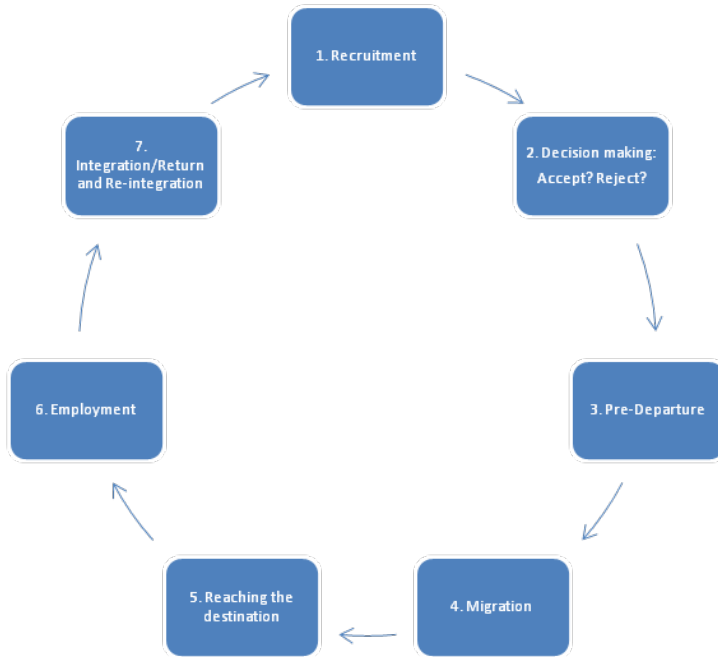 1. Recruitment
2. Decision making:
Accept? Reject?
3. Pre-Departure
4. Migration
5. Reaching the
destination
6. Employment
7.
Integration/Return
and Re-integration